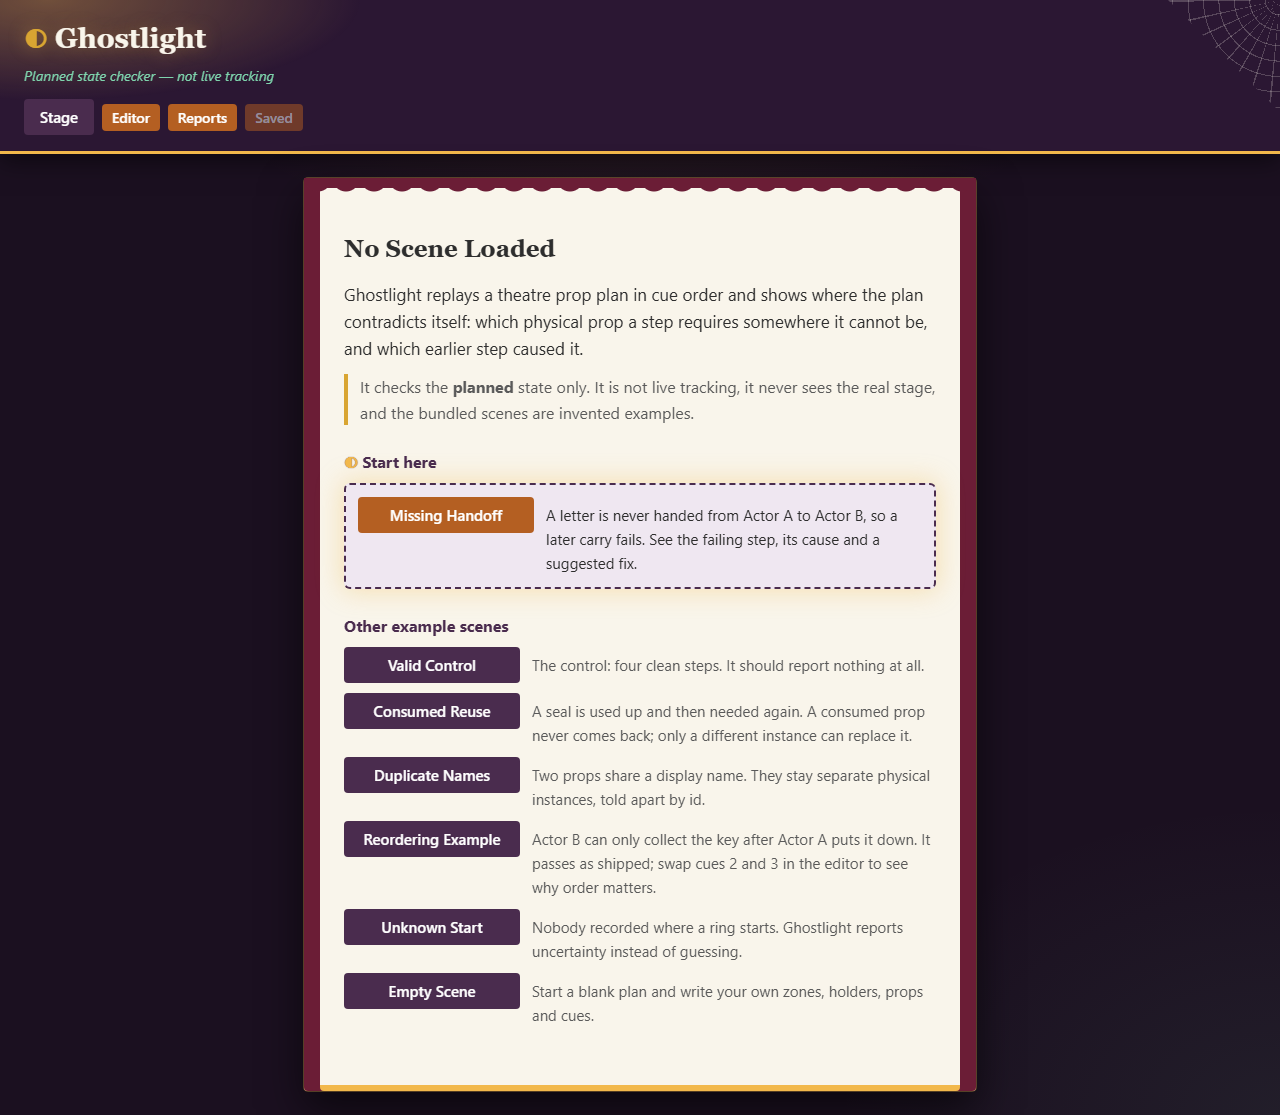 Ghostlight
Planned state checker — not live tracking
Stage
Editor
Reports
Saved
No Scene Loaded
Ghostlight replays a theatre prop plan in cue order and shows where the plan
contradicts itself: which physical prop a step requires somewhere it cannot be,
and which earlier step caused it.
It checks the planned state only. It is not live tracking, it never sees the real stage,
and the bundled scenes are invented examples.
Start here
Missing Handoff
A letter is never handed from Actor A to Actor B, so a
later carry fails. See the failing step, its cause and a
suggested fix.
Other example scenes
Valid Control
The control: four clean steps. It should report nothing at all.
Consumed Reuse
A seal is used up and then needed again. A consumed prop
never comes back; only a different instance can replace it.
Duplicate Names
Two props share a display name. They stay separate physical
instances, told apart by id.
Reordering Example
Actor B can only collect the key after Actor A puts it down. It
passes as shipped; swap cues 2 and 3 in the editor to see
why order matters.
Unknown Start
Nobody recorded where a ring starts. Ghostlight reports
uncertainty instead of guessing.
Empty Scene
Start a blank plan and write your own zones, holders, props
and cues.